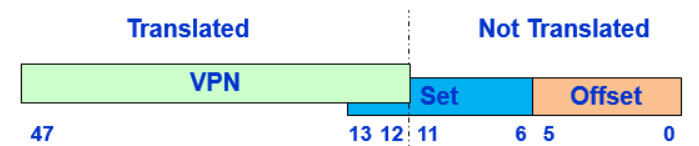 Translated Not Translated
VPN Set Offset
47 13 12 11 6 5 0